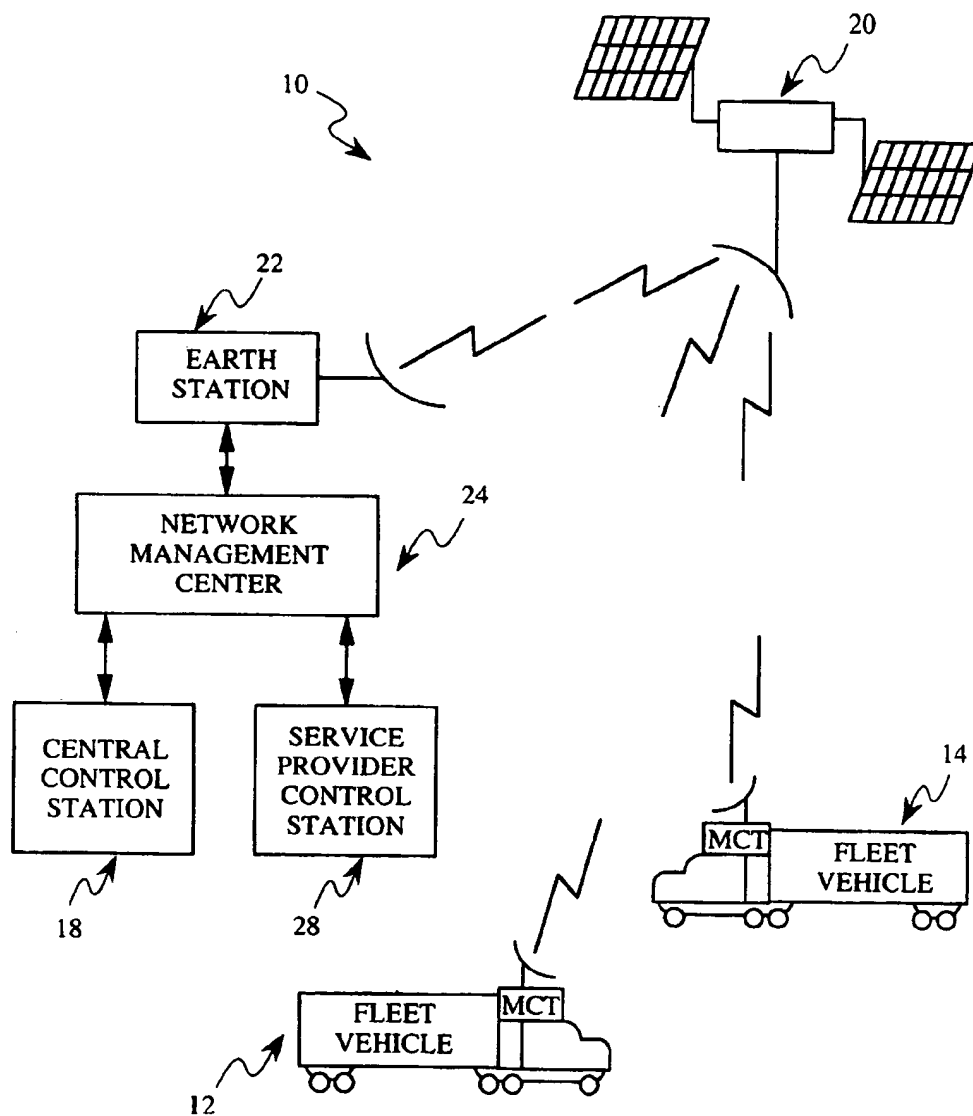 20
10
22
EARTH
STATION
24
NETWORK
MANAGEMENT
CENTER
CENTRAL
CONTROL
STATION
SERVICE
PROVIDER
CONTROL
STATION
18
28
14
MCT
FLEET
VEHICLE
MCT
FLEET
VEHICLE
12